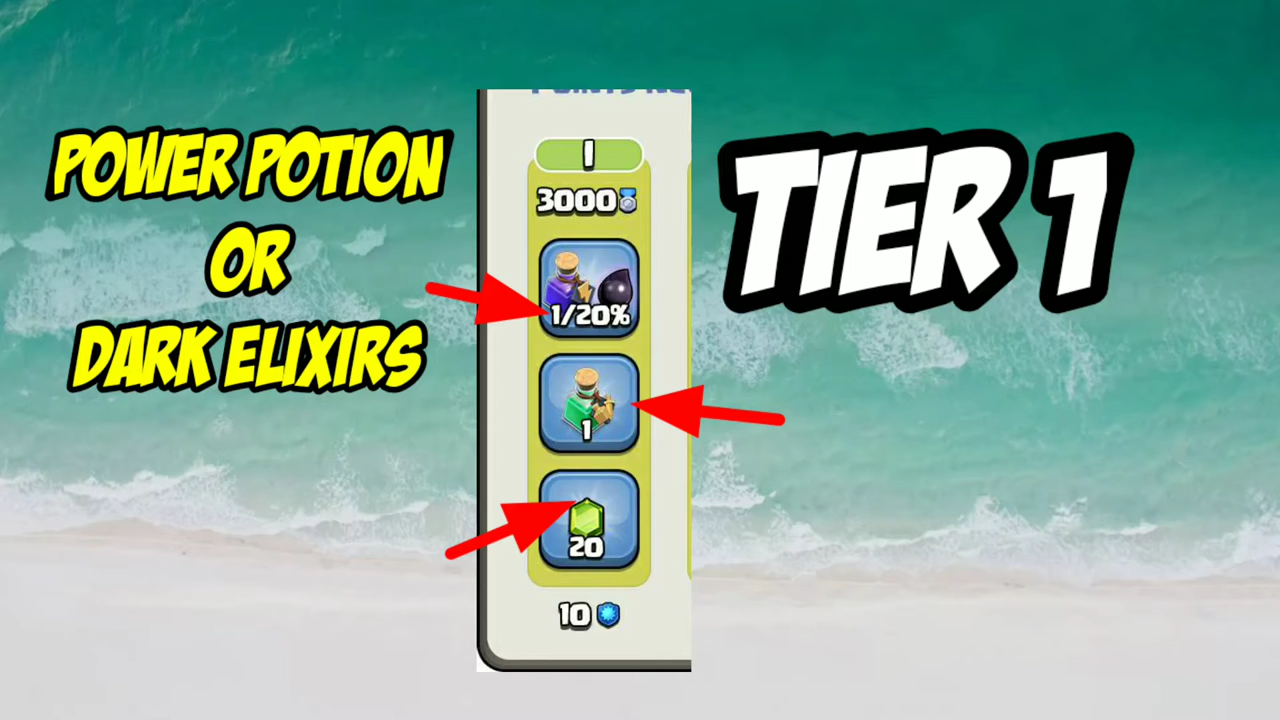 POWER POTION
OR
DARK ELIXIRS
1
3000
1/20%
1
20
10
TIER 1